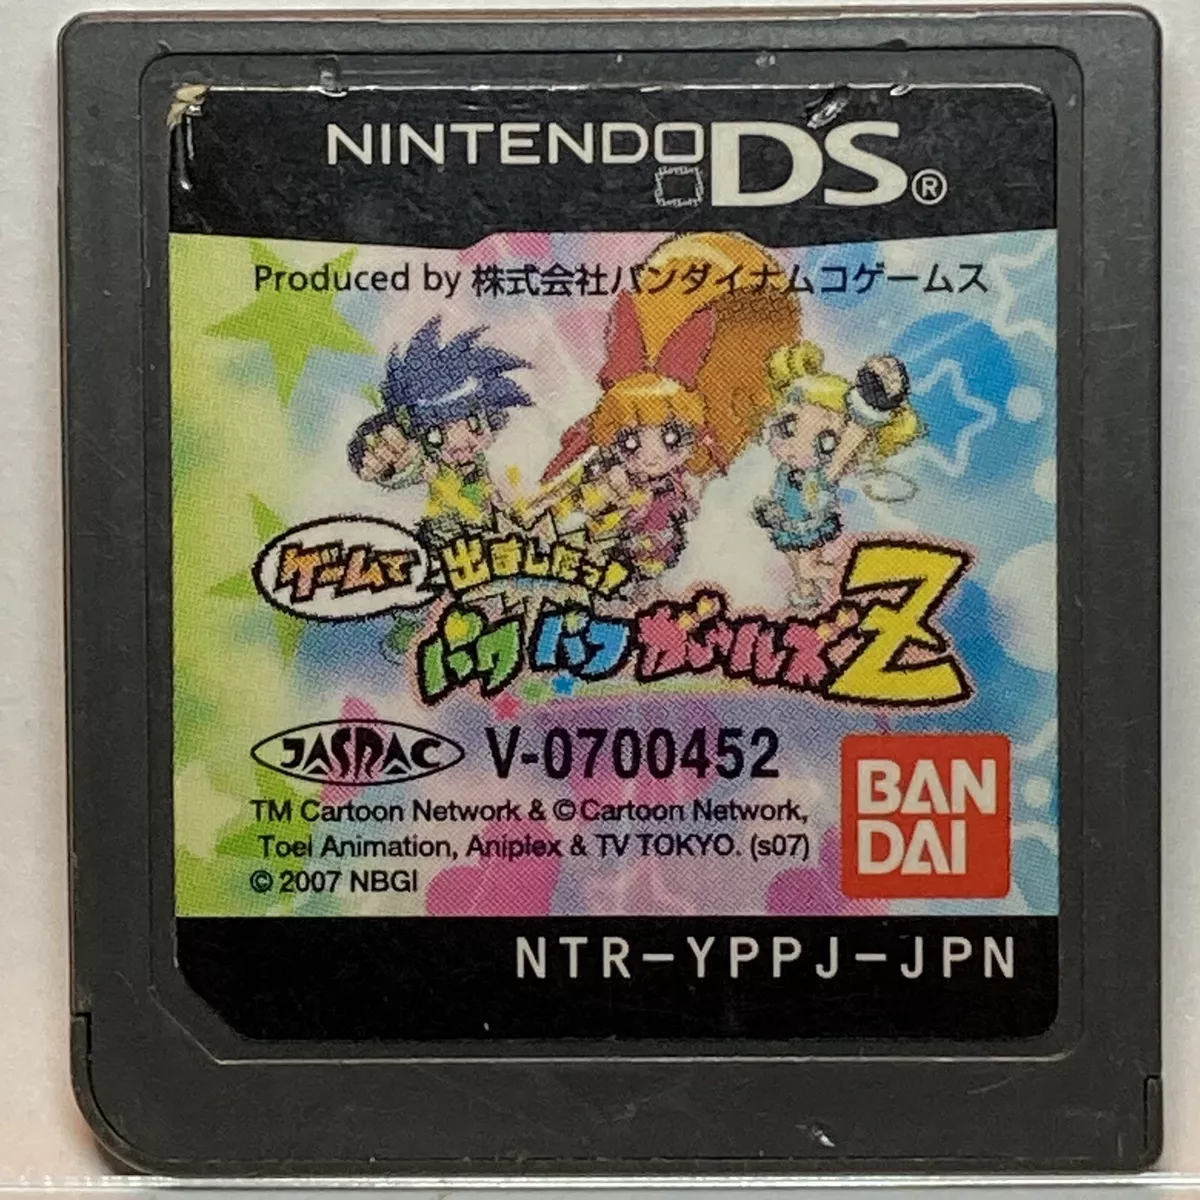 NINTENDO DS®
Produced by 株式会社バンダイナムコゲームス
ゲームで出ましたっ!
パワパフガールズZ
JASRAC V-0700452
TM Cartoon Network & ©Cartoon Network,
Toei Animation, Aniplex & TV TOKYO. (s07)
© 2007 NBGI
BAN
DAI
NTR-YPPJ-JPN